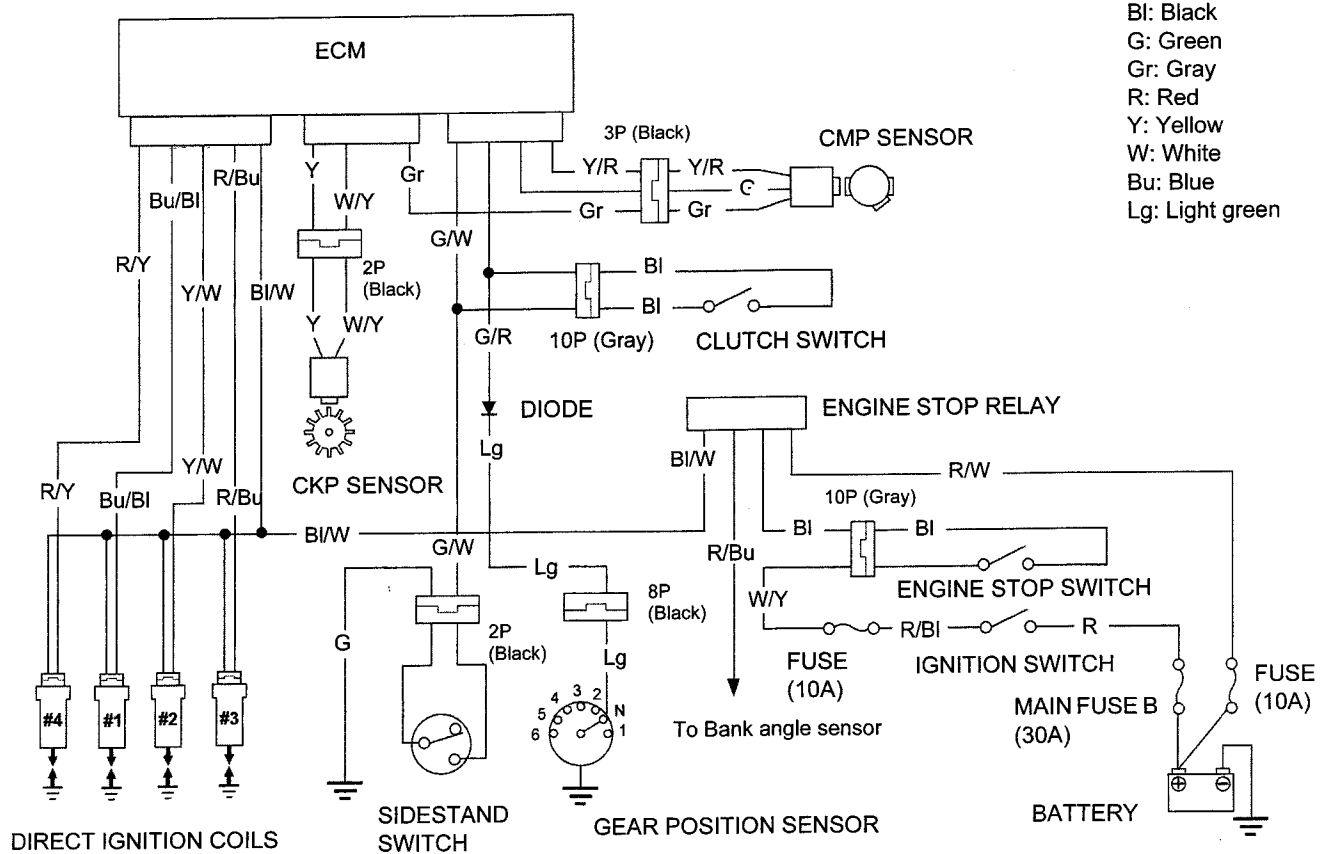 Bl: Black
G: Green
Gr: Gray
R: Red
Y: Yellow
W: White
Bu: Blue
Lg: Light green
ECM
3P (Black)
CMP SENSOR
Y
Gr
Y/R
Y/R
R/Bu
Bu/Bl
W/Y
G
Gr
Gr
G/W
R/Y
2P
(Black)
Bl
Y/W
Bl/W
Bl
Y
W/Y
G/R
10P (Gray)
CLUTCH SWITCH
DIODE
ENGINE STOP RELAY
Lg
Bl/W
Y/W
R/W
R/Y
Bu/Bl
R/Bu
CKP SENSOR
10P (Gray)
Bl
Bl
Bl/W
G/W
R/Bu
Lg
ENGINE STOP SWITCH
8P
(Black)
W/Y
G
2P
(Black)
R/Bl
R
Lg
FUSE
(10A)
IGNITION SWITCH
FUSE
(10A)
MAIN FUSE B
(30A)
#4
#1
#2
#3
6
5
4
3
2
N
1
To Bank angle sensor
SIDESTAND
SWITCH
GEAR POSITION SENSOR
BATTERY
DIRECT IGNITION COILS